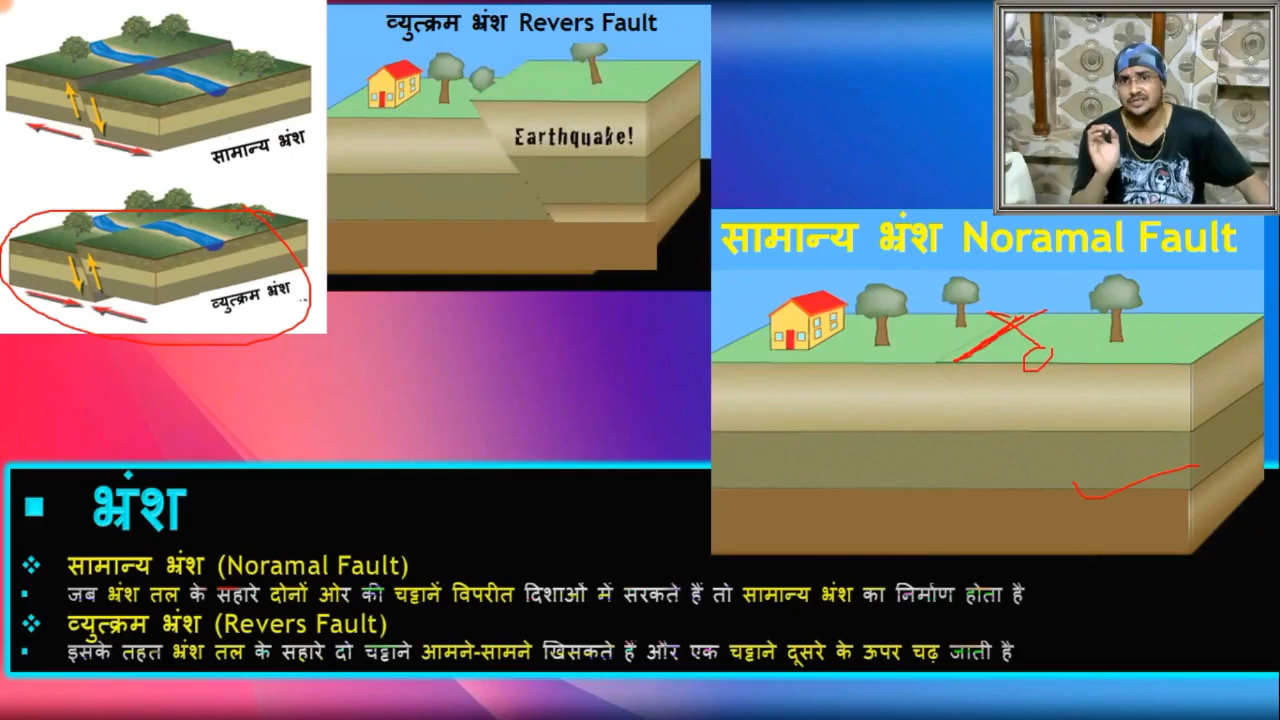 सामान्य भ्रंश
व्युत्क्रम भ्रंश
व्युत्क्रम भ्रंश Revers Fault
Earthquake!
सामान्य भ्रंश Noramal Fault
भ्रंश
सामान्य भ्रंश (Noramal Fault)
जब भ्रंश तल के सहारे दोनों ओर की चट्टानें विपरीत दिशाओं में सरकते हैं तो सामान्य भ्रंश का निर्माण होता है
व्युत्क्रम भ्रंश (Revers Fault)
इसके तहत भ्रंश तल के सहारे दो चट्टाने आमने-सामने खिसकते हैं और एक चट्टाने दूसरे के ऊपर चढ़ जाती है